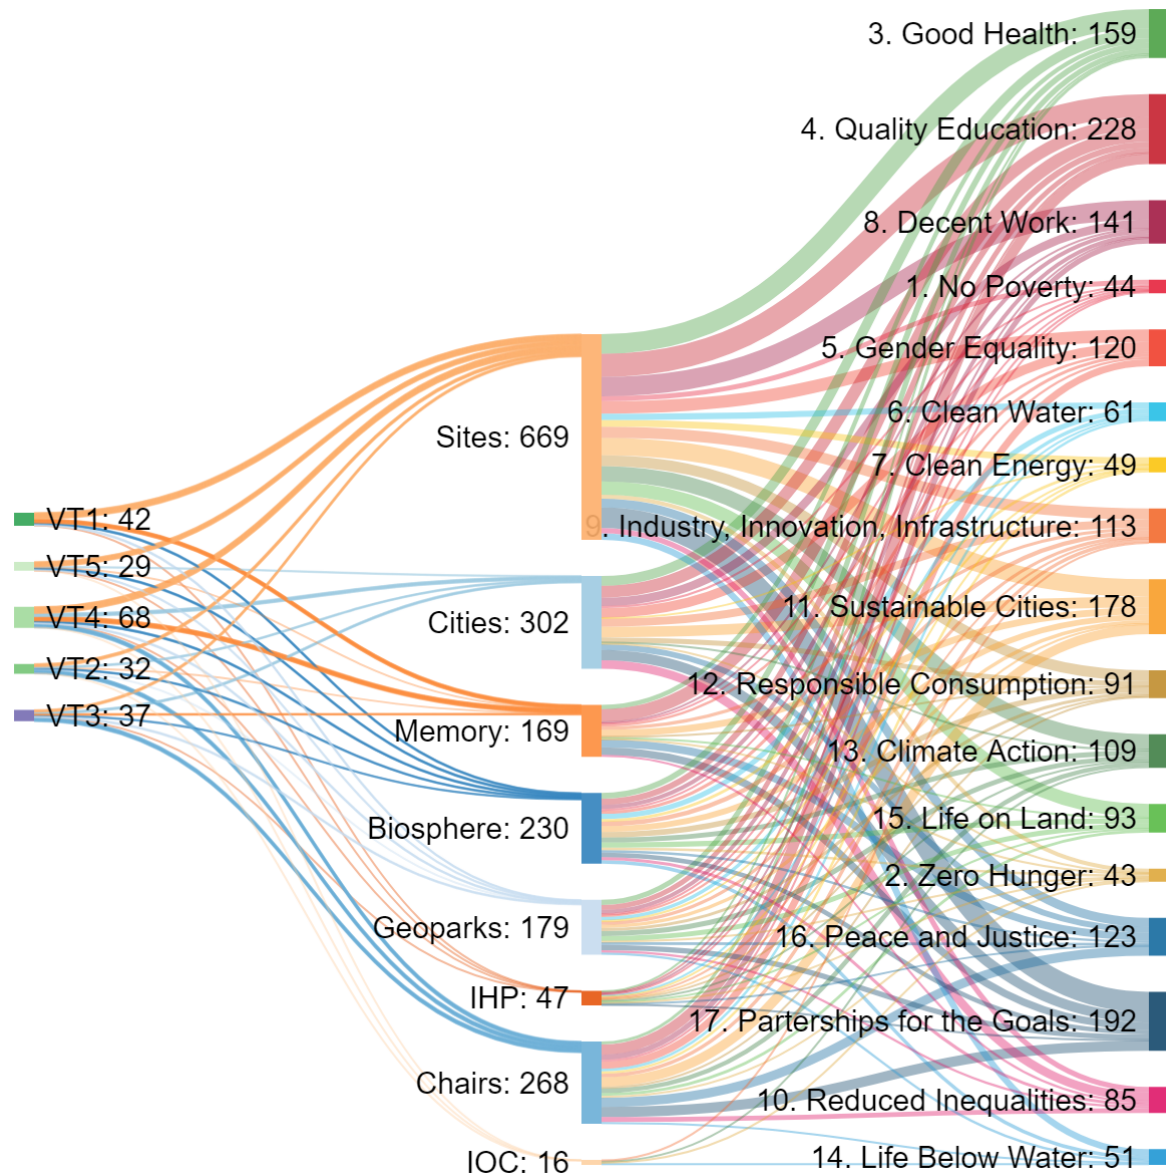 VT1: 42
VT5: 29
VT4: 68
VT2: 32
VT3: 37
Sites: 669
Cities: 302
Memory: 169
Biosphere: 230
Geoparks: 179
IHP: 47
Chairs: 268
IOC: 16
3. Good Health: 159
4. Quality Education: 228
8. Decent Work: 141
1. No Poverty: 44
5. Gender Equality: 120
6. Clean Water: 61
7. Clean Energy: 49
9. Industry, Innovation, Infrastructure: 113
11. Sustainable Cities: 178
12. Responsible Consumption: 91
13. Climate Action: 109
15. Life on Land: 93
2. Zero Hunger: 43
16. Peace and Justice: 123
17. Parterships for the Goals: 192
10. Reduced Inequalities: 85
14. Life Below Water: 51